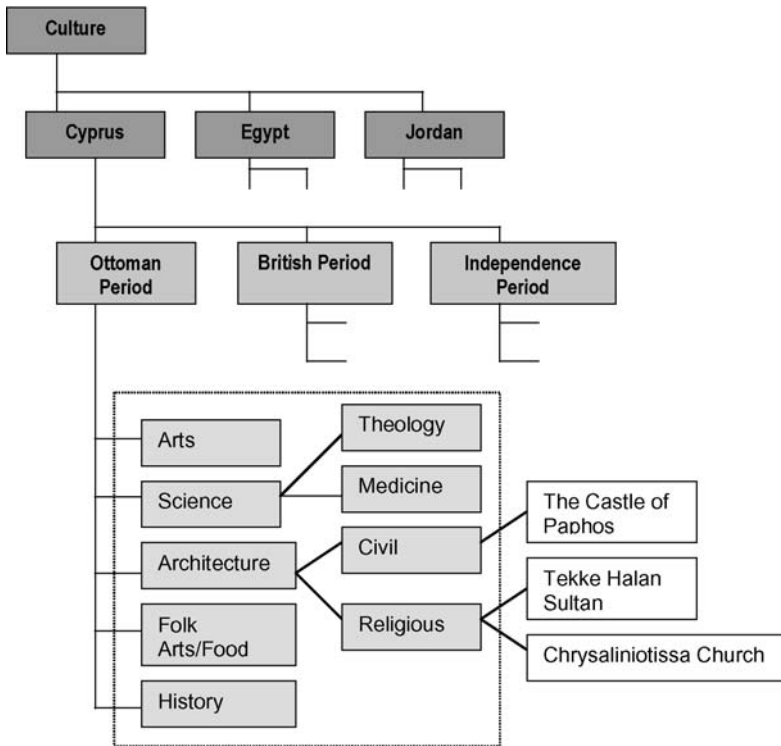 Culture
Cyprus
Egypt
Jordan
Ottoman
Period
British Period
Independence
Period
Arts
Science
Architecture
Folk
Arts/Food
History
Theology
Medicine
Civil
Religious
The Castle of
Paphos
Tekke Halan
Sultan
Chrysaliniotissa Church